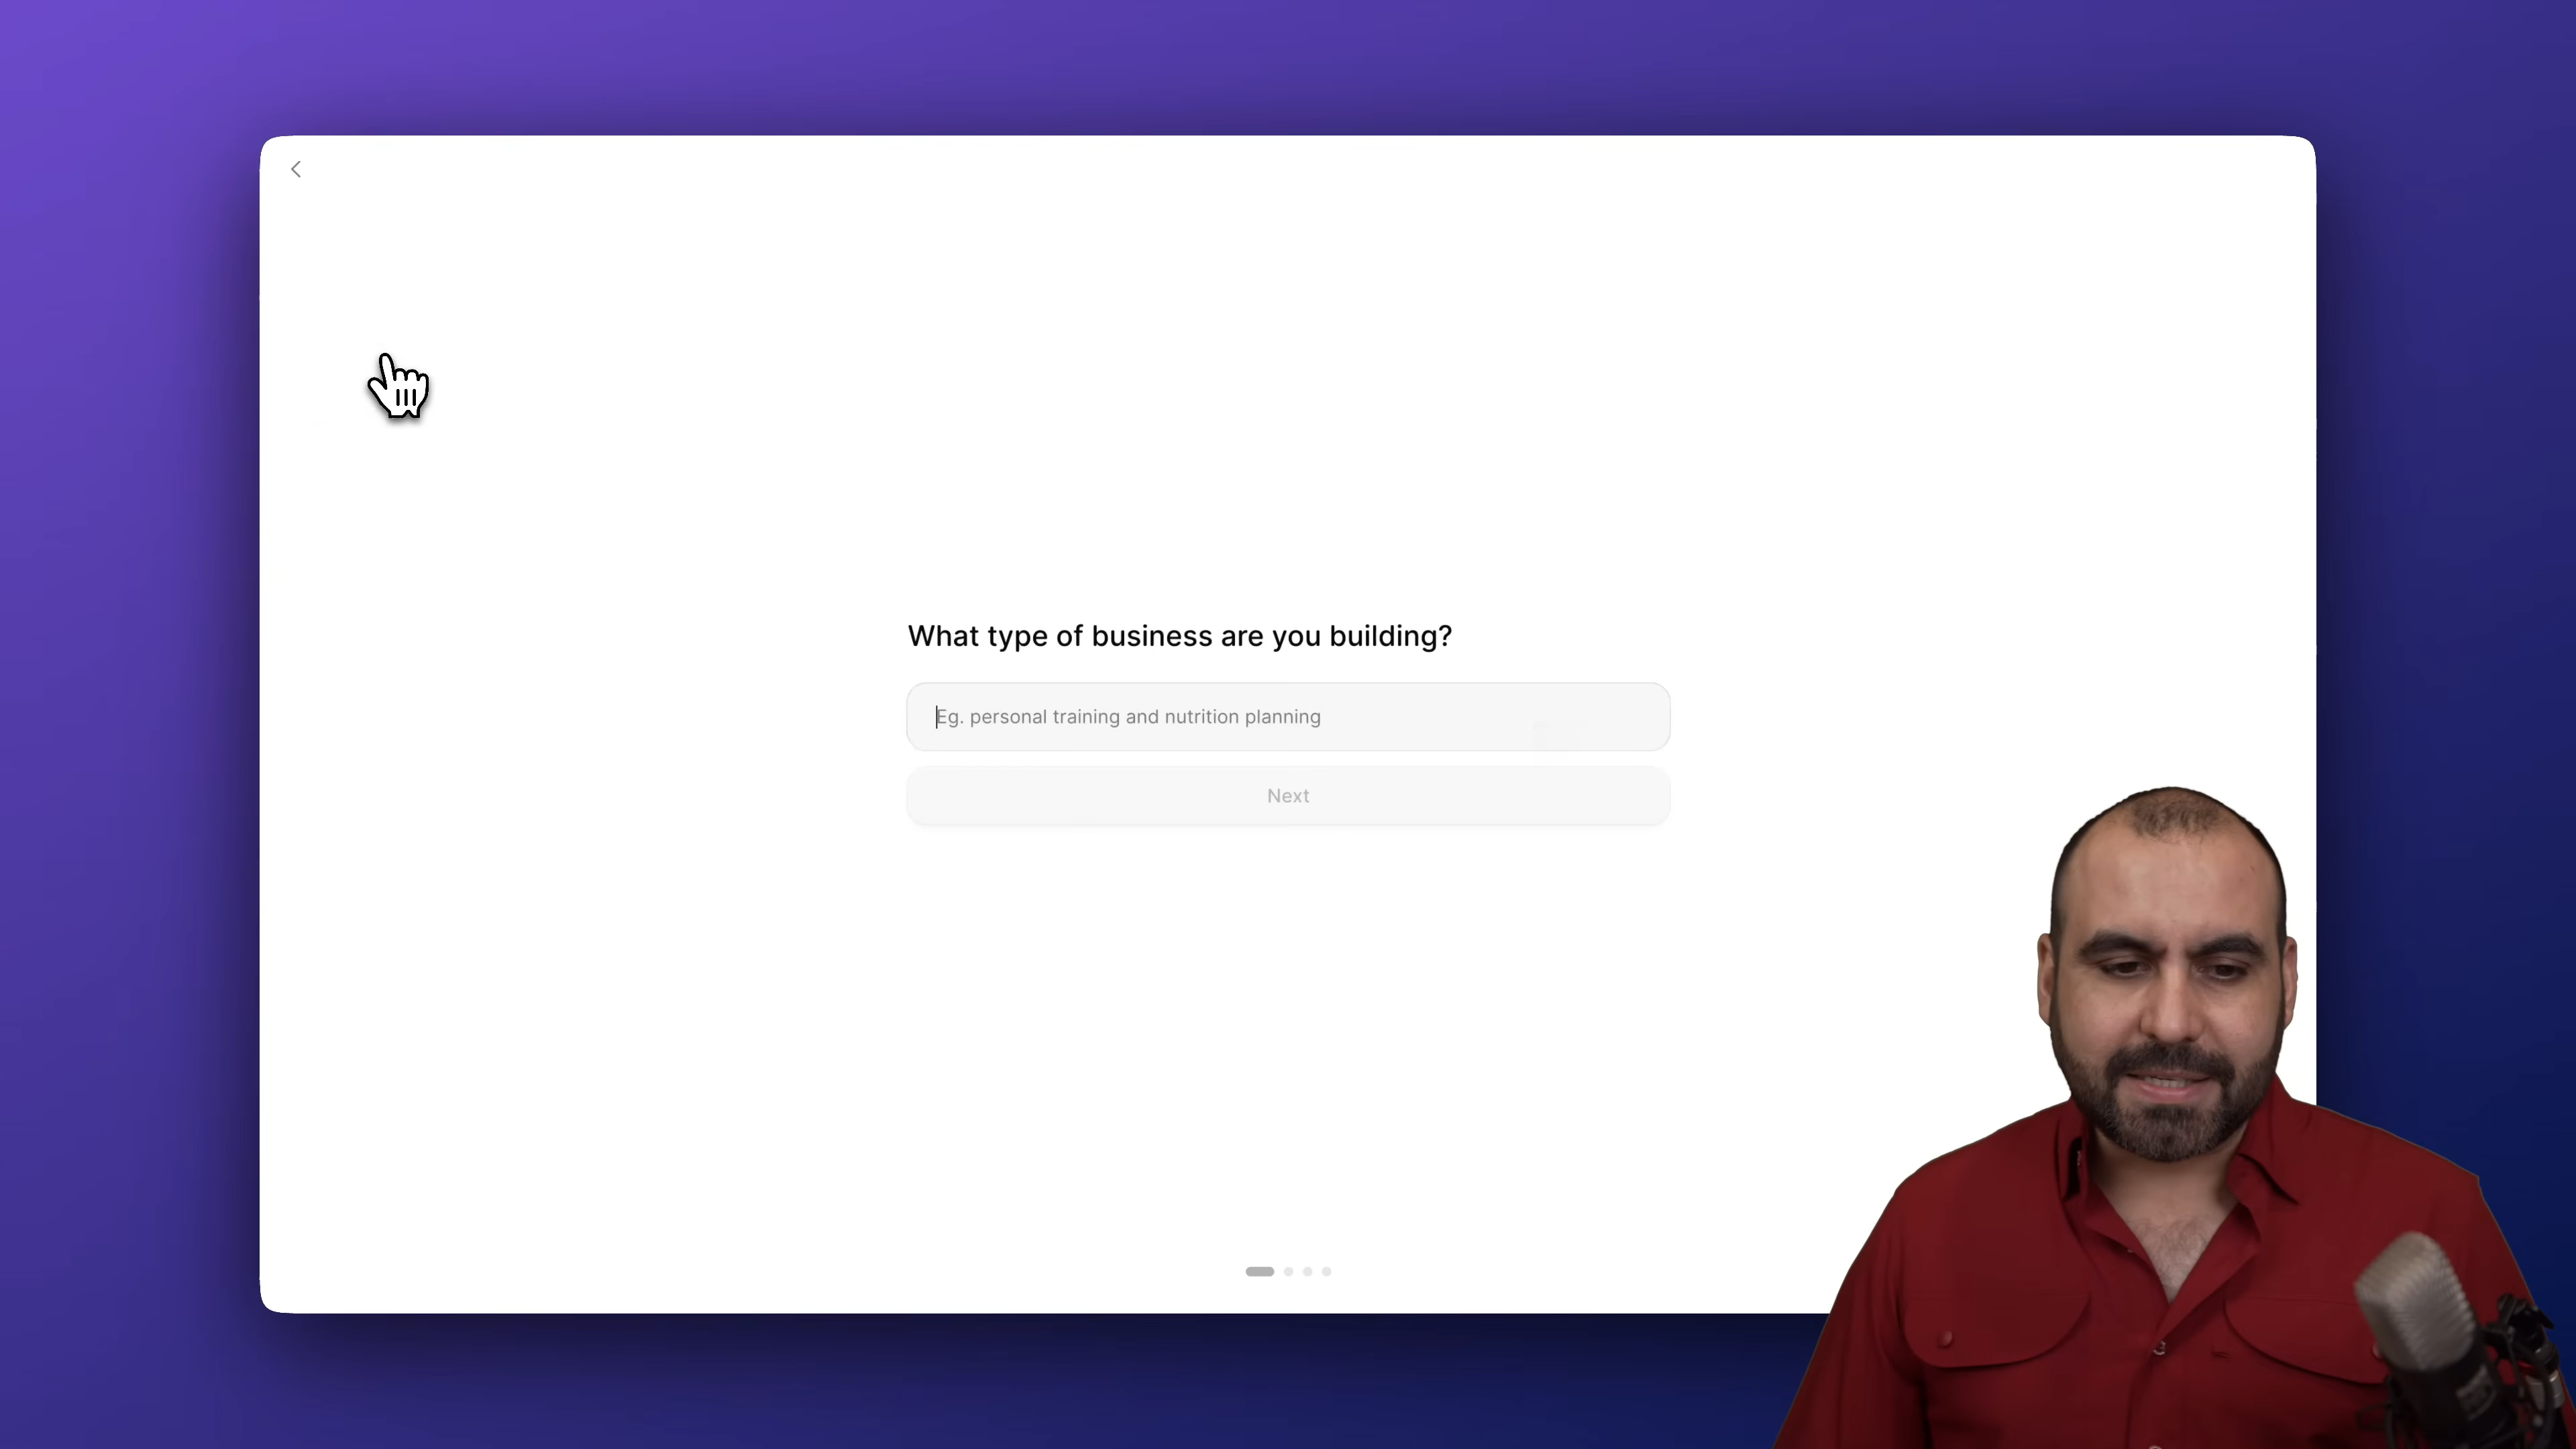 What type of business are you building?
Eg. personal training and nutrition planning
Next